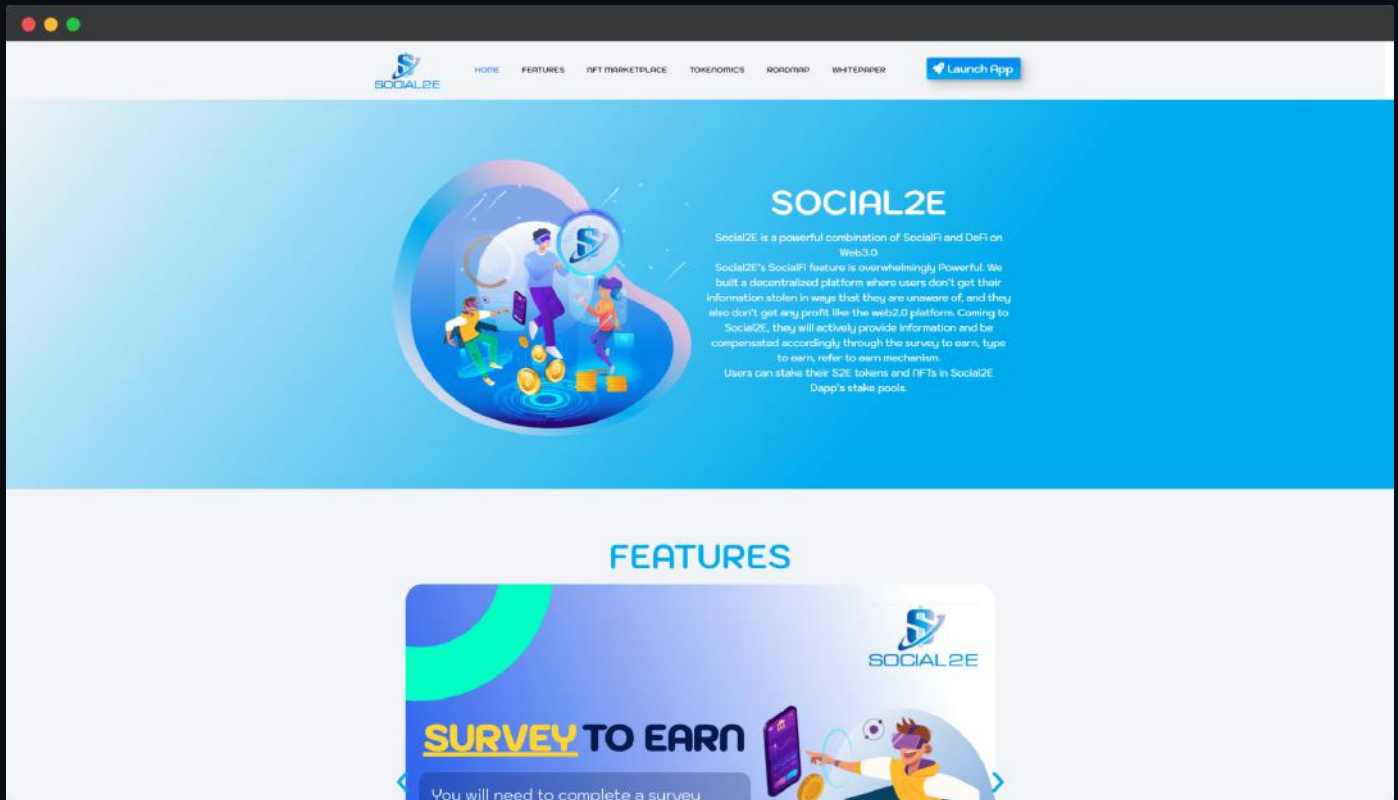 SOCIAL2E
HOME
FEATURES
NFT MARKETPLACE
TOKENOMICS
ROADMAP
WHITEPAPER
Launch App
SOCIAL2E
Social2E is a powerful combination of SocialFi and DeFi on
Web3.0
Social2E's SocialFi feature is overwhelmingly Powerful. We
built a decentralized platform where users don't get their
information stolen in ways that they are unaware of, and they
also don't get any profit like the web2.0 platform. Coming to
Social2E, they will actively provide information and be
compensated accordingly through the survey to earn, type
to earn, refer to earn mechanism.
Users can stake their S2E tokens and NFTs in Social2E
Dapp's stake pools.
FEATURES
SOCIAL2E
SURVEY TO EARN
You will need to complete a survey